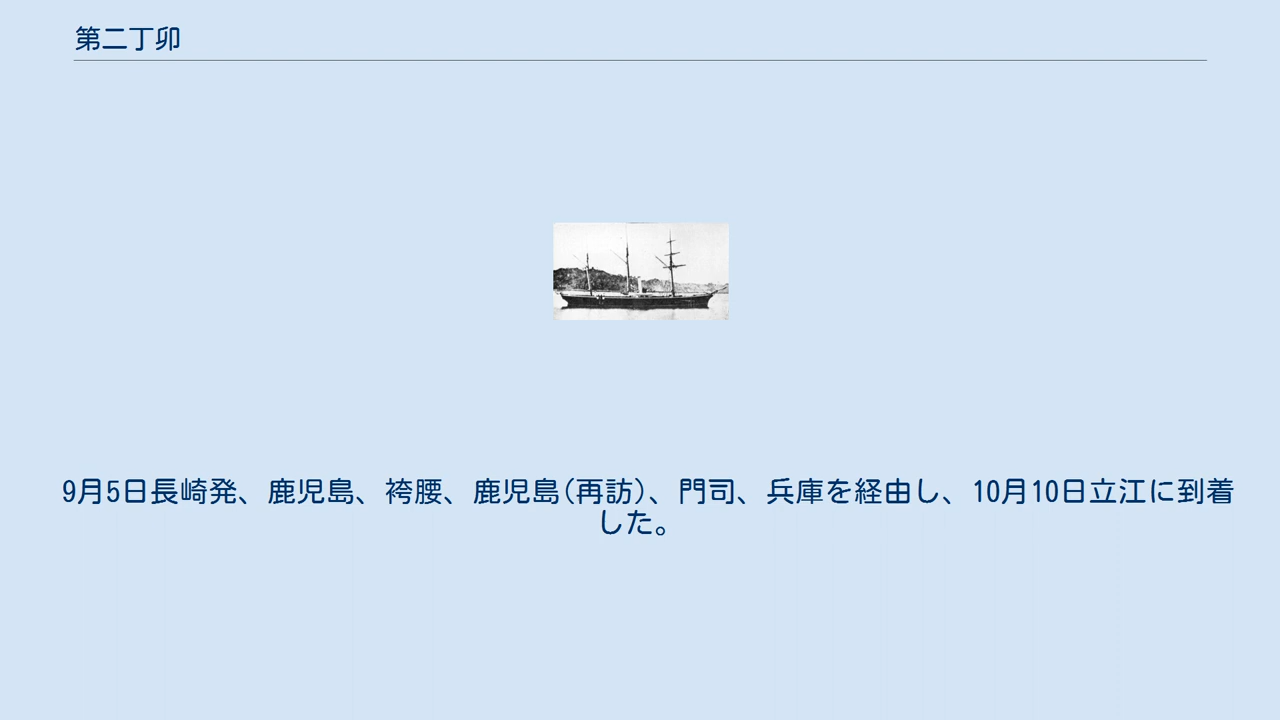 第二丁卯
9月5日長崎発、鹿児島、袴腰、鹿児島(再訪)、門司、兵庫を経由し、10月10日立江に到着
した。